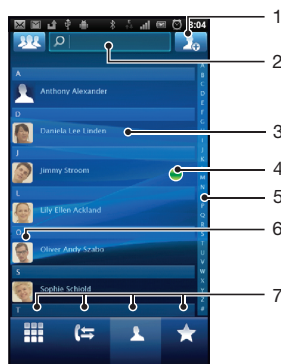 8:04
1
2
A
Anthony Alexander
D
Daniela Lee Linden
3
J
Jimmy Stroom
4
L
5
Lily Ellen Ackland
O
6
Oliver Andy Szabo
S
Sophie Schiold
7
T